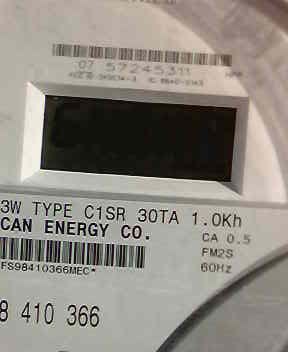 07 57245311
3W TYPE C1SR 30TA 1.0Kh
CAN ENERGY CO.
CA 0.5
FM2S
60Hz
FS98410366MEC*
8 410 366